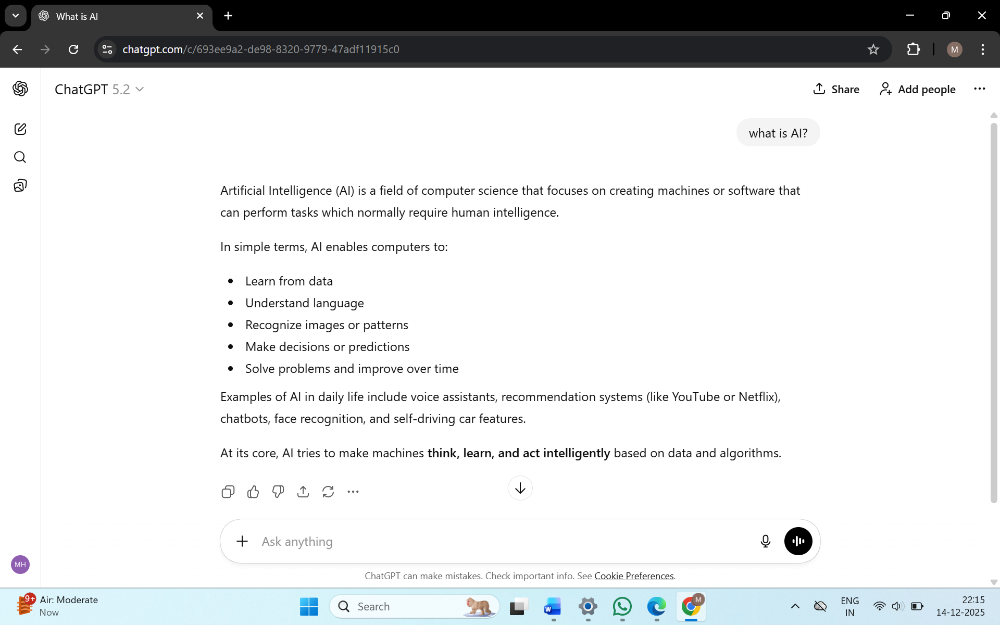 What is AI
chatgpt.com/c/693ee9a2-de98-8320-9779-47adf11915c0
M
ChatGPT 5.2
Share
Add people
what is AI?
Artificial Intelligence (AI) is a field of computer science that focuses on creating machines or software that
can perform tasks which normally require human intelligence.
In simple terms, AI enables computers to:
• Learn from data
• Understand language
• Recognize images or patterns
• Make decisions or predictions
• Solve problems and improve over time
Examples of AI in daily life include voice assistants, recommendation systems (like YouTube or Netflix),
chatbots, face recognition, and self-driving car features.
At its core, AI tries to make machines think, learn, and act intelligently based on data and algorithms.
Ask anything
MH
ChatGPT can make mistakes. Check important info. See Cookie Preferences.
9+
Air: Moderate
Now
Search
W
M
ENG
IN
22:15
14-12-2025